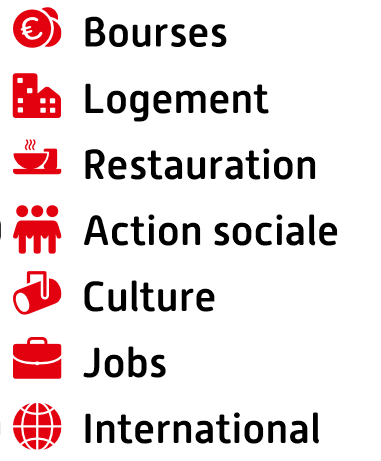 Bourses
Logement
Restauration
Action sociale
Culture
Jobs
International